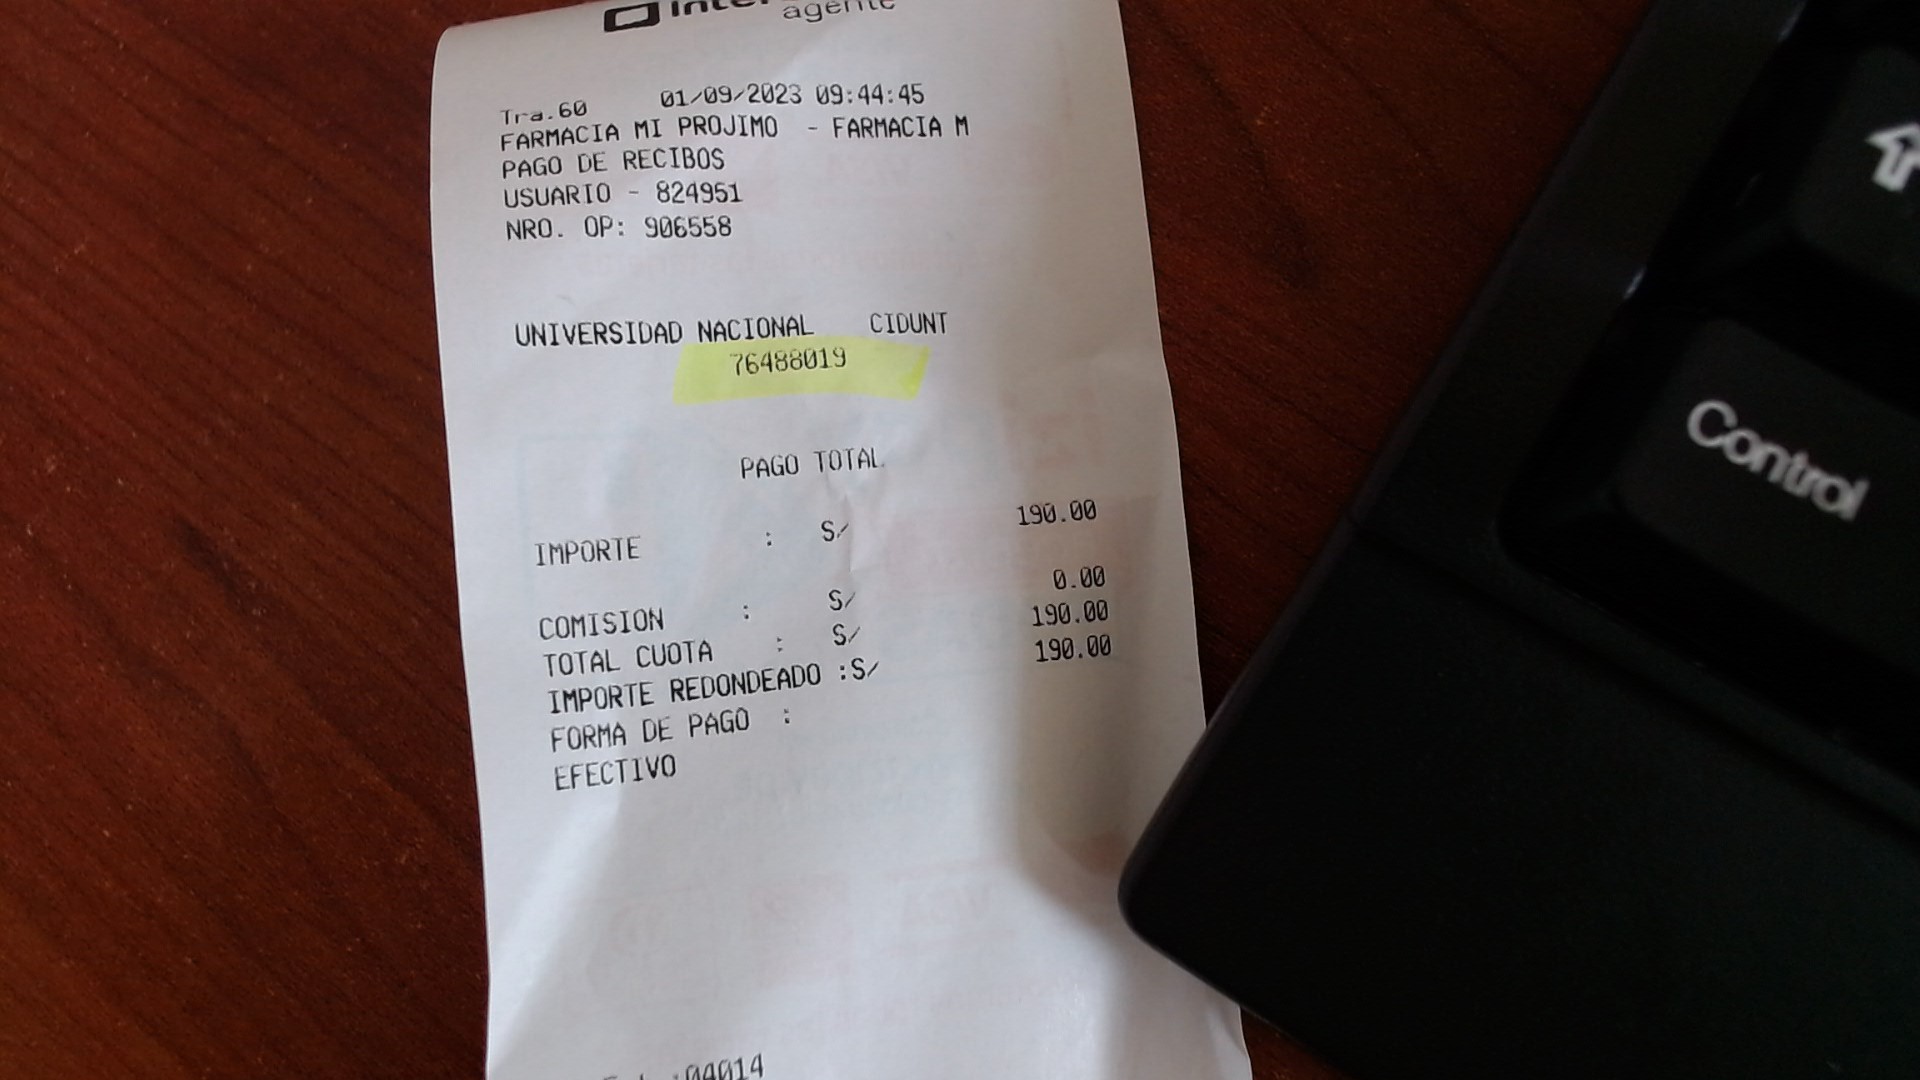 agente
Tra.60 01/09/2023 09:44:45
FARMACIA MI PROJIMO - FARMACIA M
PAGO DE RECIBOS
USUARIO - 824951
NRO. OP: 906558
UNIVERSIDAD NACIONAL CIDUNT
76488019
PAGO TOTAL
IMPORTE : S/ 190.00
COMISION : S/ 0.00
TOTAL CUOTA : S/ 190.00
IMPORTE REDONDEADO :S/ 190.00
FORMA DE PAGO :
EFECTIVO
:04014
Control